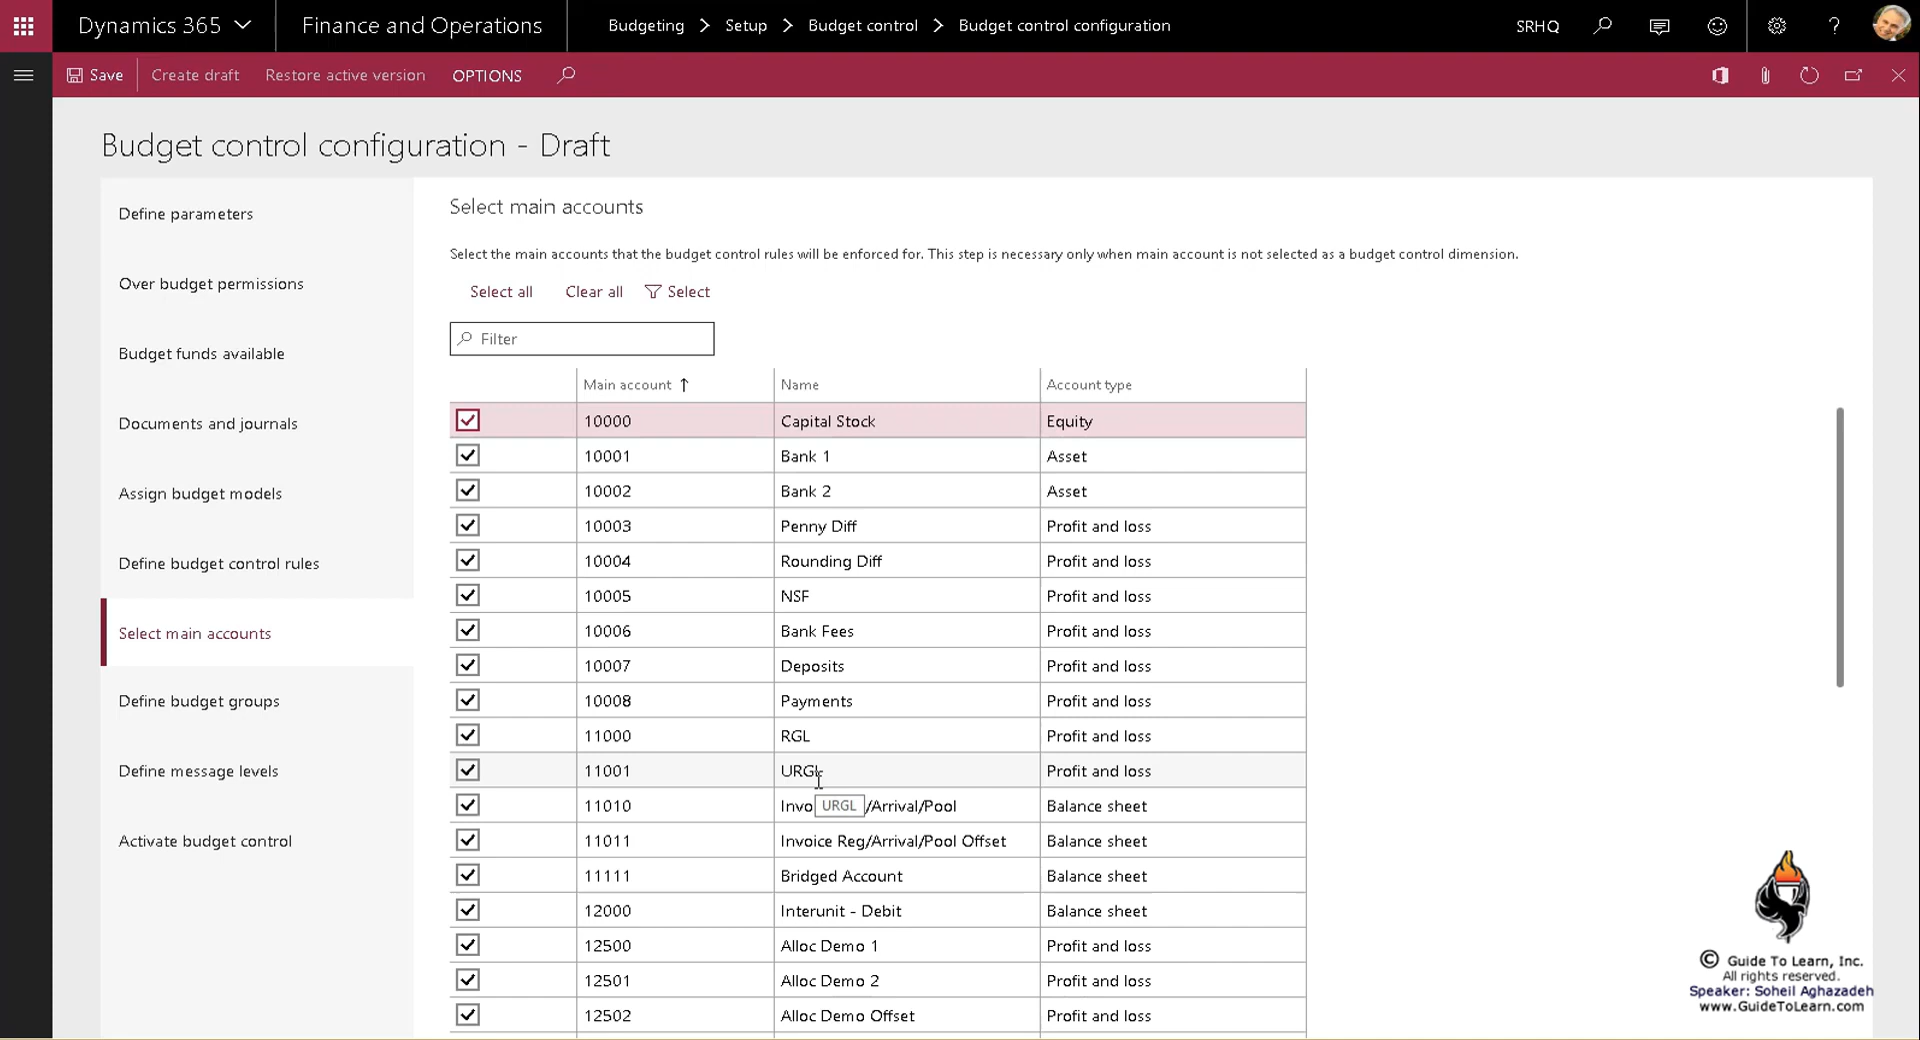 Dynamics 365
Finance and Operations
Budgeting > Setup > Budget control > Budget control configuration
SRHQ
?
Save
Create draft
Restore active version
OPTIONS
Budget control configuration - Draft
Define parameters
Over budget permissions
Budget funds available
Documents and journals
Assign budget models
Define budget control rules
Select main accounts
Define budget groups
Define message levels
Activate budget control
Select main accounts
Select the main accounts that the budget control rules will be enforced for. This step is necessary only when main account is not selected as a budget control dimension.
Select all Clear all Select
Filter
Main account ↑ Name Account type
10000 Capital Stock Equity
10001 Bank 1 Asset
10002 Bank 2 Asset
10003 Penny Diff Profit and loss
10004 Rounding Diff Profit and loss
10005 NSF Profit and loss
10006 Bank Fees Profit and loss
10007 Deposits Profit and loss
10008 Payments Profit and loss
11000 RGL Profit and loss
11001 URGL Profit and loss
11010 Invo URGL /Arrival/Pool Balance sheet
11011 Invoice Reg/Arrival/Pool Offset Balance sheet
11111 Bridged Account Balance sheet
12000 Interunit - Debit Balance sheet
12500 Alloc Demo 1 Profit and loss
12501 Alloc Demo 2 Profit and loss
12502 Alloc Demo Offset Profit and loss
© Guide To Learn, Inc.
All rights reserved.
Speaker: Soheil Aghazadeh
www.GuideToLearn.com